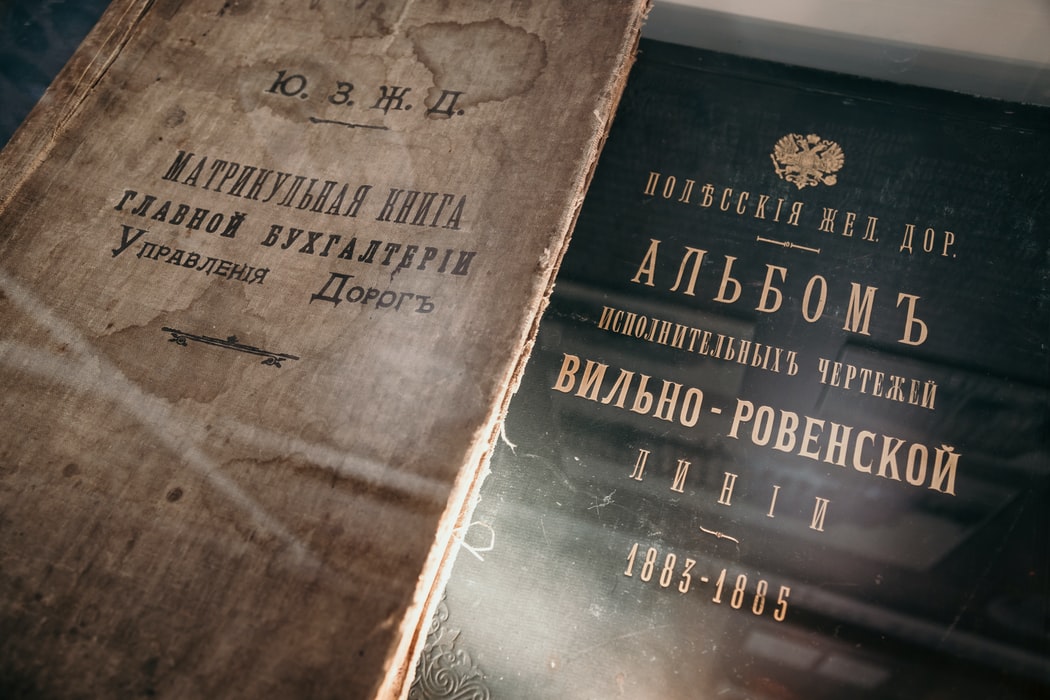 Ю. З. Ж. Д.
МАТРИКУЛЬНАЯ КНИГА
ГЛАВНОЙ БУХГАЛТЕРІИ
УПРАВЛЕНІЯ ДОРОГЪ
ПОЛѢССКІЯ ЖЕЛ. ДОР.
АЛЬБОМЪ
ИСПОЛНИТЕЛЬНЫХЪ ЧЕРТЕЖЕЙ
ВИЛЬНО-РОВЕНСКОЙ
ЛИНІИ
1883-1885